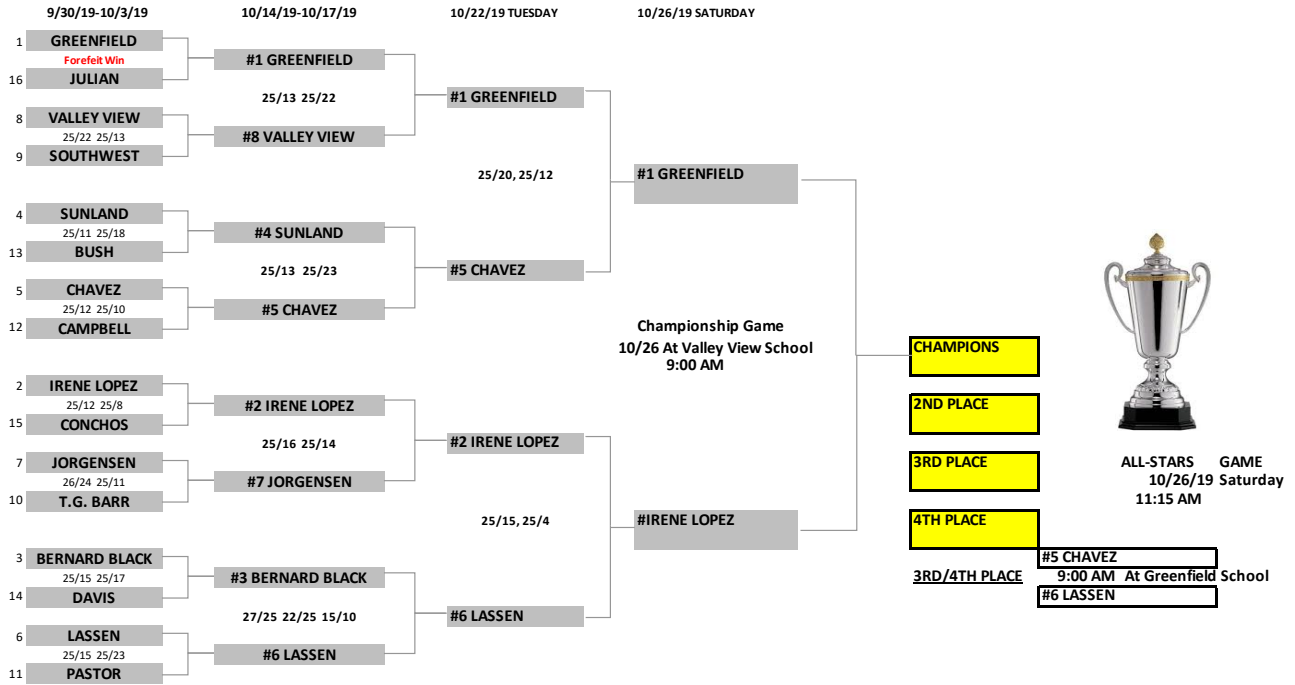 9/30/19-10/3/19
10/14/19-10/17/19
10/22/19 TUESDAY
10/26/19 SATURDAY
1 GREENFIELD
Forefeit Win
16 JULIAN
#1 GREENFIELD
25/13 25/22
8 VALLEY VIEW
25/22 25/13
9 SOUTHWEST
#8 VALLEY VIEW
#1 GREENFIELD
25/20, 25/12
4 SUNLAND
25/11 25/18
13 BUSH
#4 SUNLAND
25/13 25/23
5 CHAVEZ
25/12 25/10
12 CAMPBELL
#5 CHAVEZ
#5 CHAVEZ
#1 GREENFIELD
Championship Game
10/26 At Valley View School
9:00 AM
2 IRENE LOPEZ
25/12 25/8
15 CONCHOS
#2 IRENE LOPEZ
25/16 25/14
7 JORGENSEN
26/24 25/11
10 T.G. BARR
#7 JORGENSEN
#2 IRENE LOPEZ
25/15, 25/4
3 BERNARD BLACK
25/15 25/17
14 DAVIS
#3 BERNARD BLACK
27/25 22/25 15/10
6 LASSEN
25/15 25/23
11 PASTOR
#6 LASSEN
#6 LASSEN
#IRENE LOPEZ
CHAMPIONS
2ND PLACE
3RD PLACE
4TH PLACE
ALL-STARS GAME
10/26/19 Saturday
11:15 AM
#5 CHAVEZ
3RD/4TH PLACE 9:00 AM At Greenfield School
#6 LASSEN